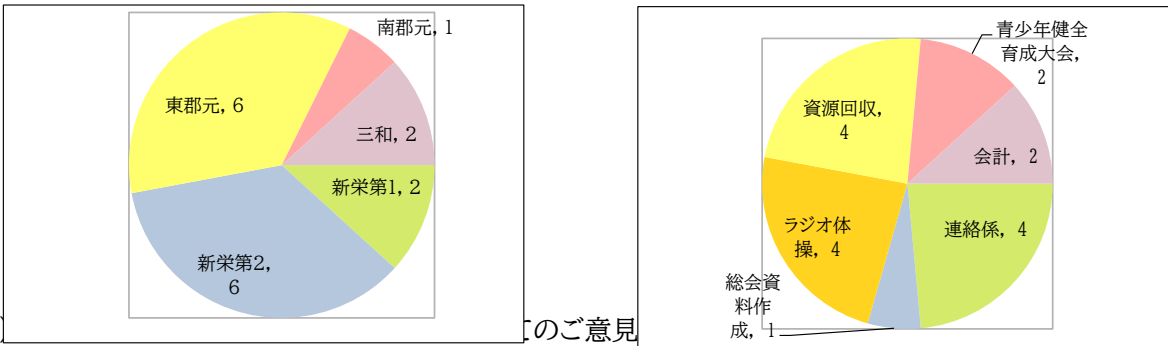 南郡元, 1
東郡元, 6
三和, 2
新栄第1, 2
新栄第2,
6
青少年健全
育成大会,
2
資源回収,
4
会計, 2
連絡係, 4
ラジオ体
操, 4
総会資
料作
成, 1
のご意見